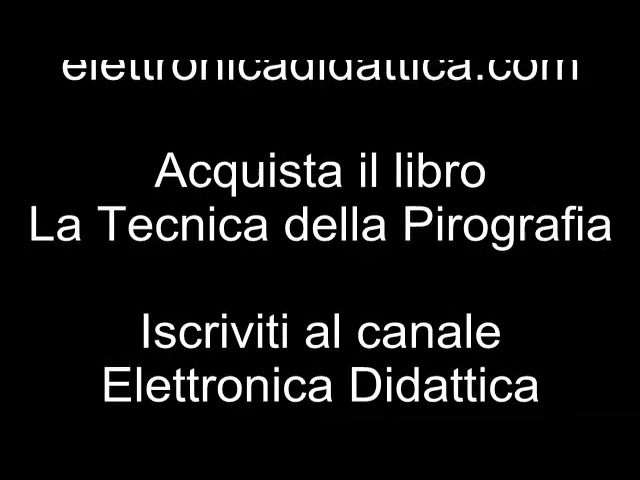 elettronicadidattica.com
Acquista il libro
La Tecnica della Pirografia
Iscriviti al canale
Elettronica Didattica